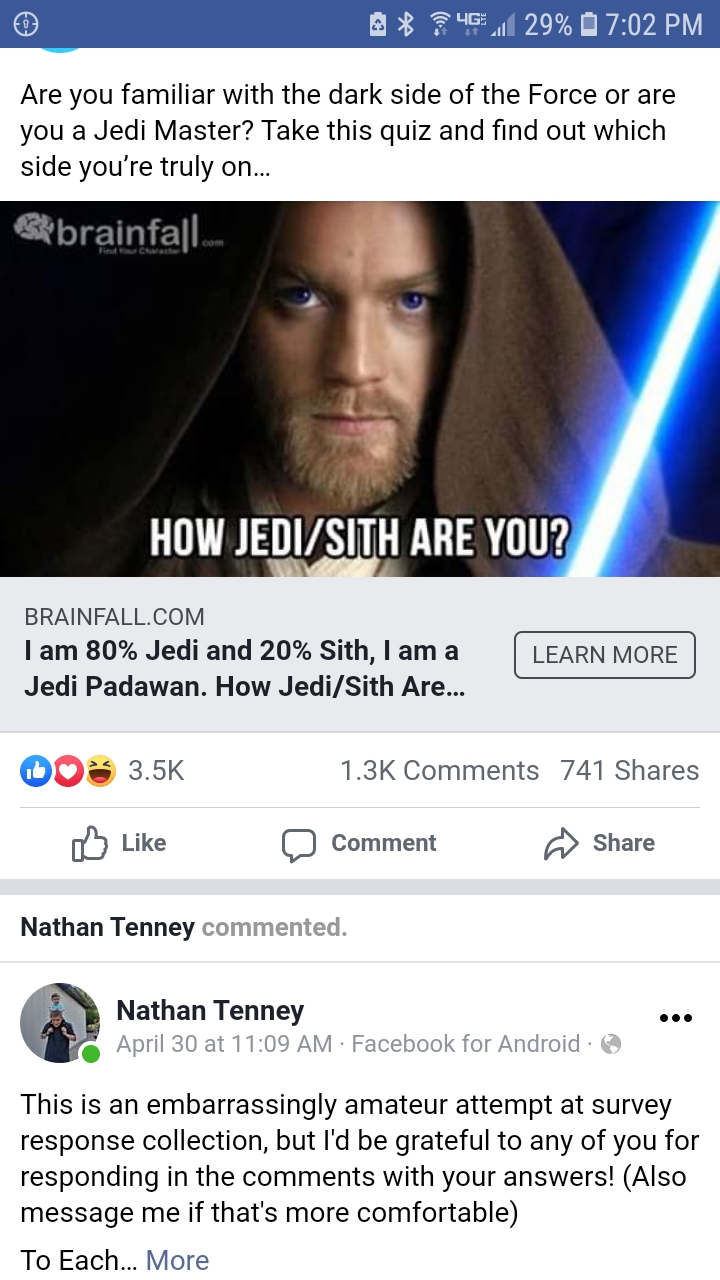 4G LTE 29% 7:02 PM
Are you familiar with the dark side of the Force or are
you a Jedi Master? Take this quiz and find out which
side you’re truly on...
brainfall.com
Find Your Character
HOW JEDI/SITH ARE YOU?
BRAINFALL.COM
I am 80% Jedi and 20% Sith, I am a
Jedi Padawan. How Jedi/Sith Are...
LEARN MORE
3.5K 1.3K Comments 741 Shares
Like Comment Share
Nathan Tenney commented.
Nathan Tenney
April 30 at 11:09 AM · Facebook for Android ·
This is an embarrassingly amateur attempt at survey
response collection, but I'd be grateful to any of you for
responding in the comments with your answers! (Also
message me if that's more comfortable)
To Each... More